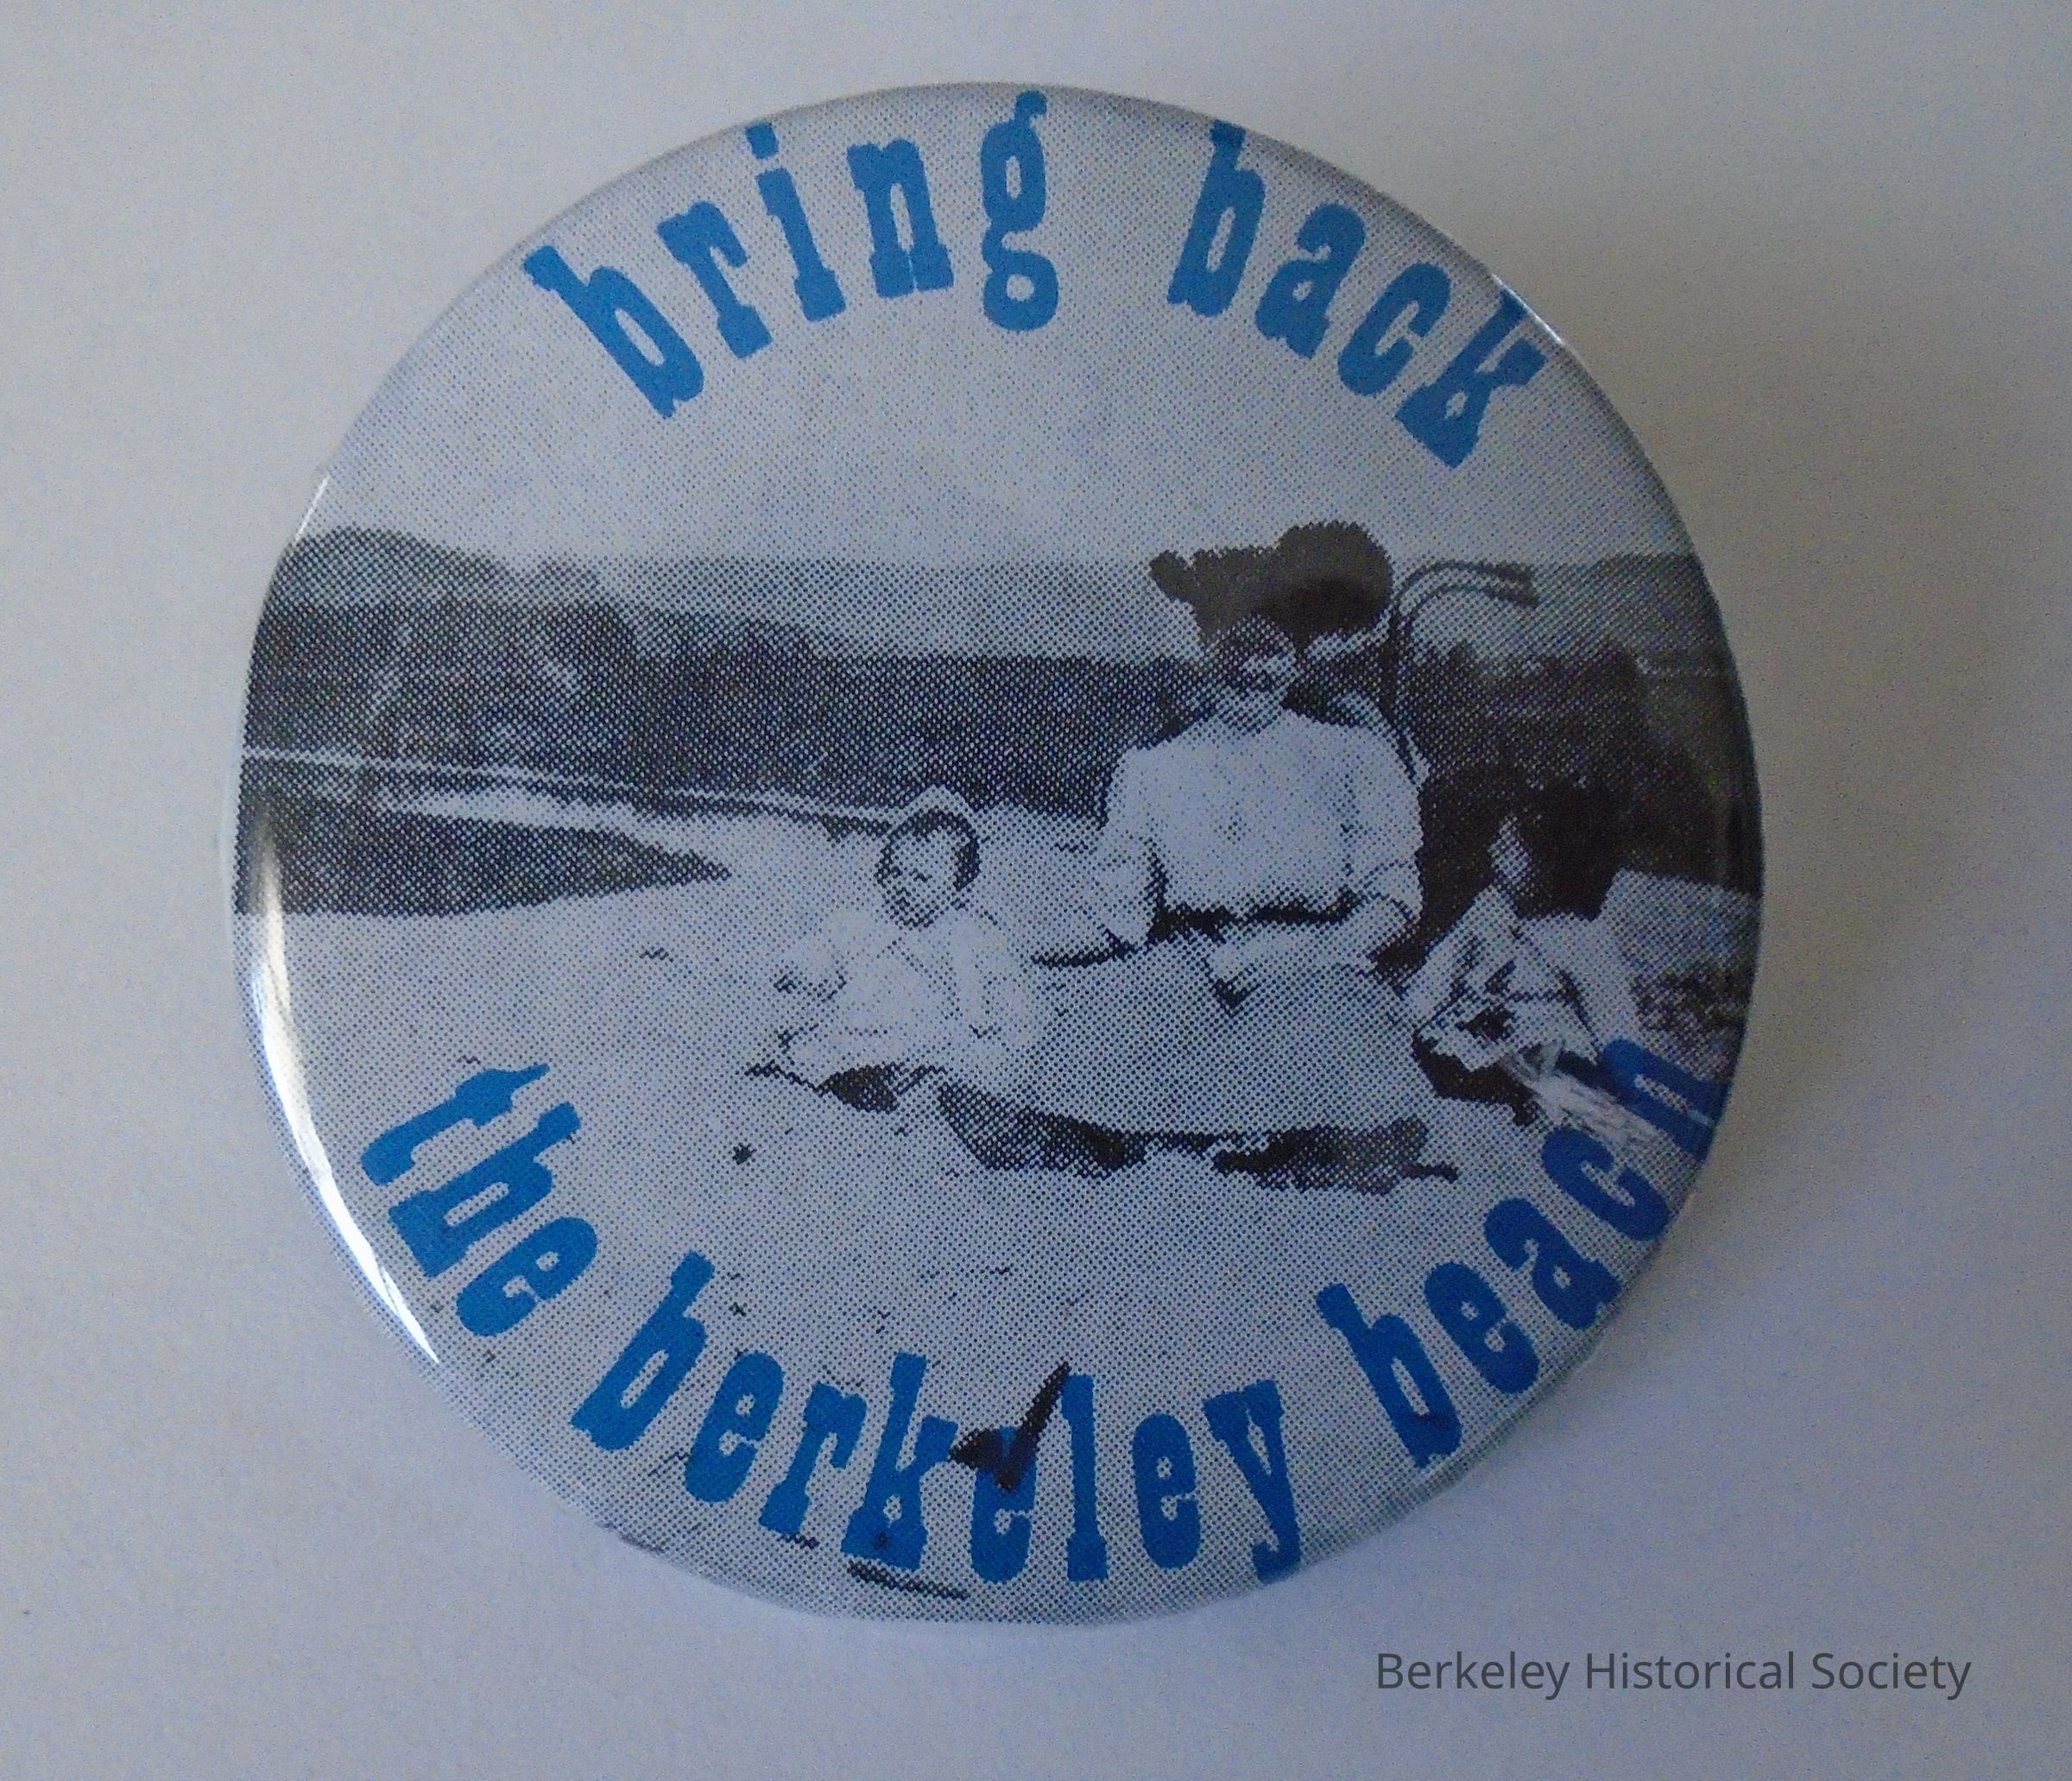 bring back
the berkeley beach
Berkeley Historical Society